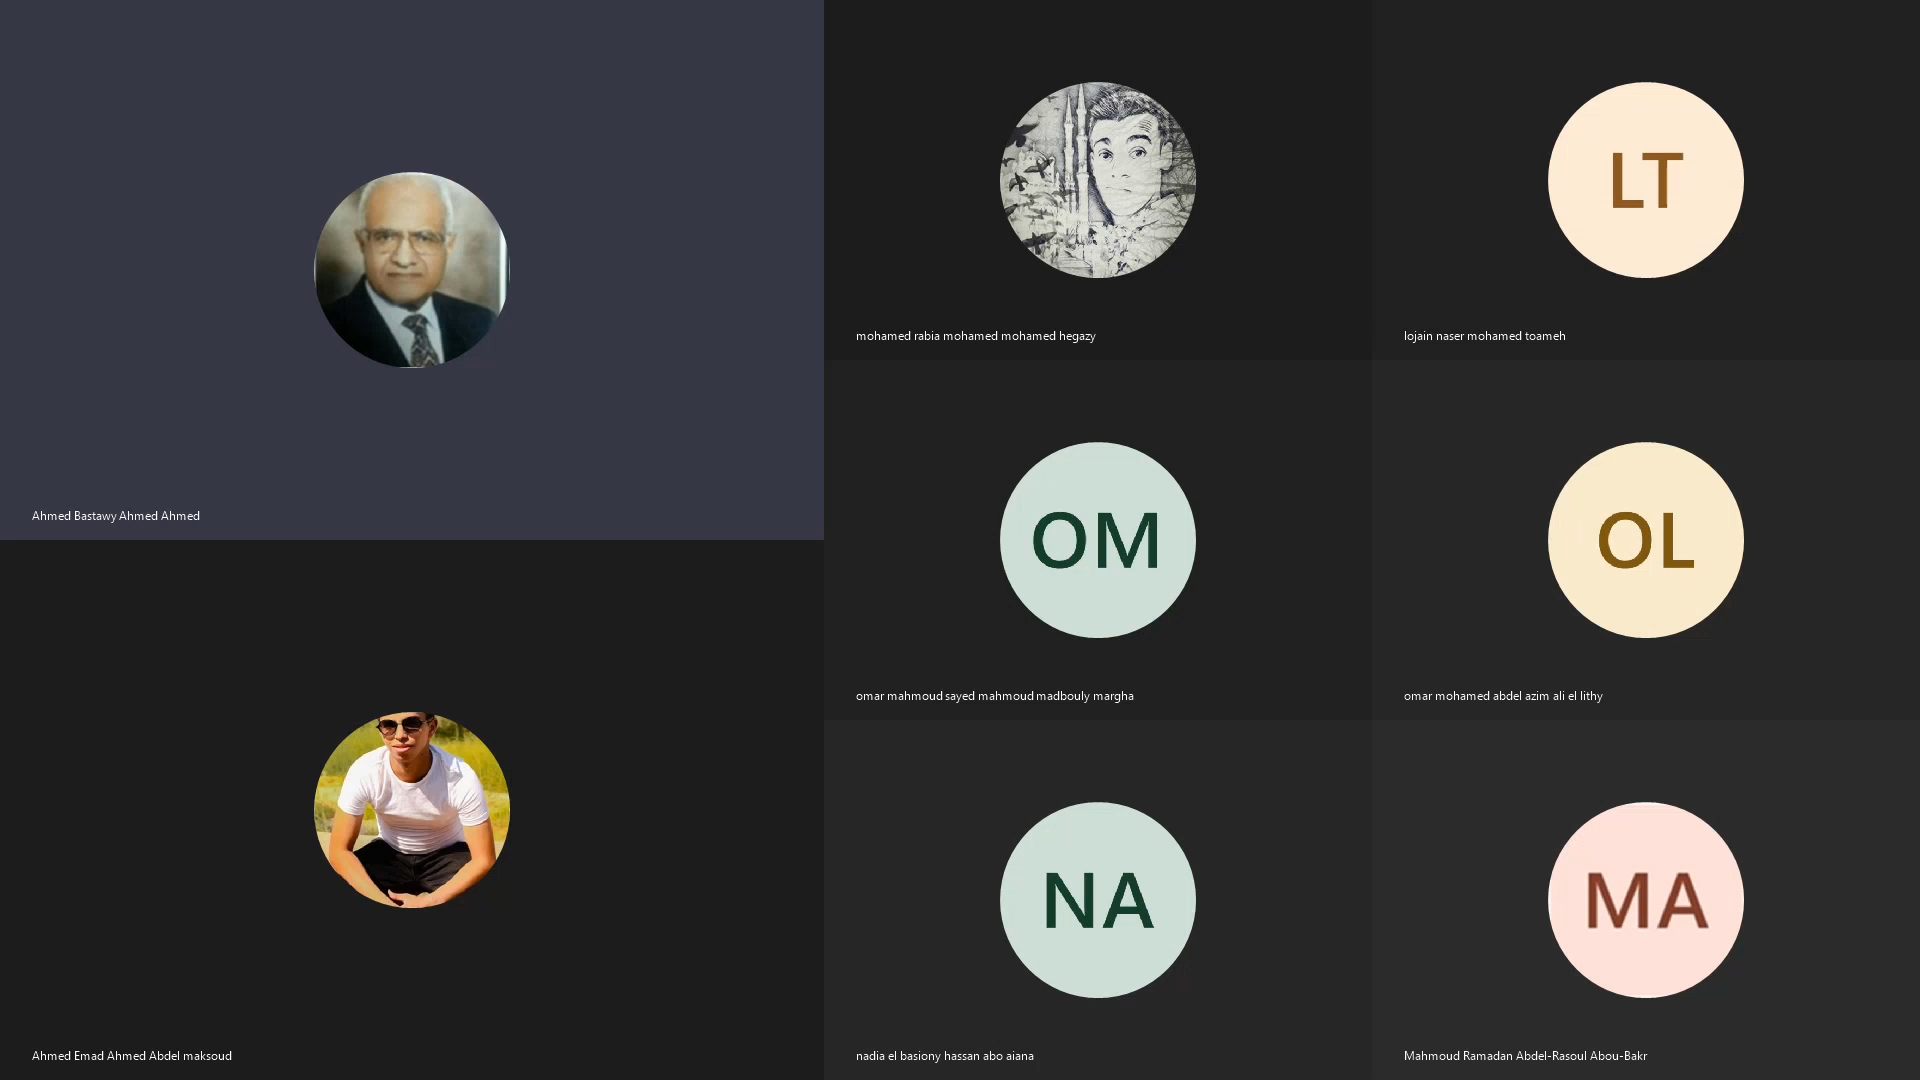 Ahmed Bastawy Ahmed Ahmed
Ahmed Emad Ahmed Abdel maksoud
mohamed rabia mohamed mohamed hegazy
LT
lojain naser mohamed toameh
OM
omar mahmoud sayed mahmoud madbouly margha
OL
omar mohamed abdel azim ali el lithy
NA
nadia el basiony hassan abo aiana
MA
Mahmoud Ramadan Abdel-Rasoul Abou-Bakr